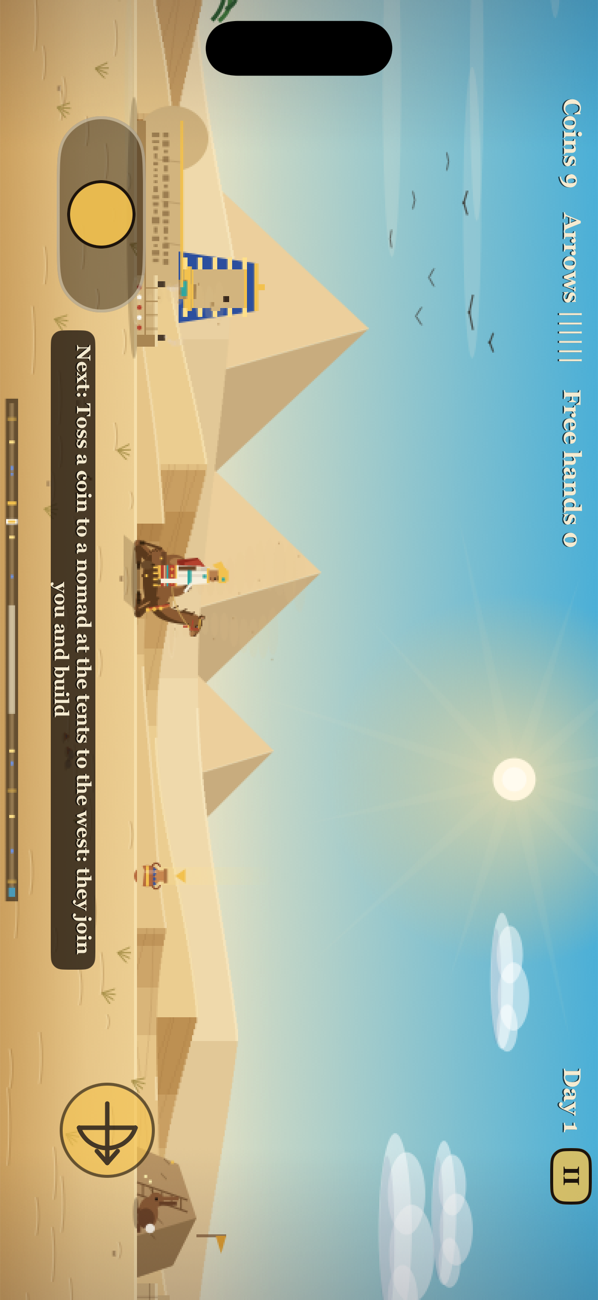 Coins 9 Arrows ||||||| Free hands 0
Day 1
II
Next: Toss a coin to a nomad at the tents to the west: they join
you and build